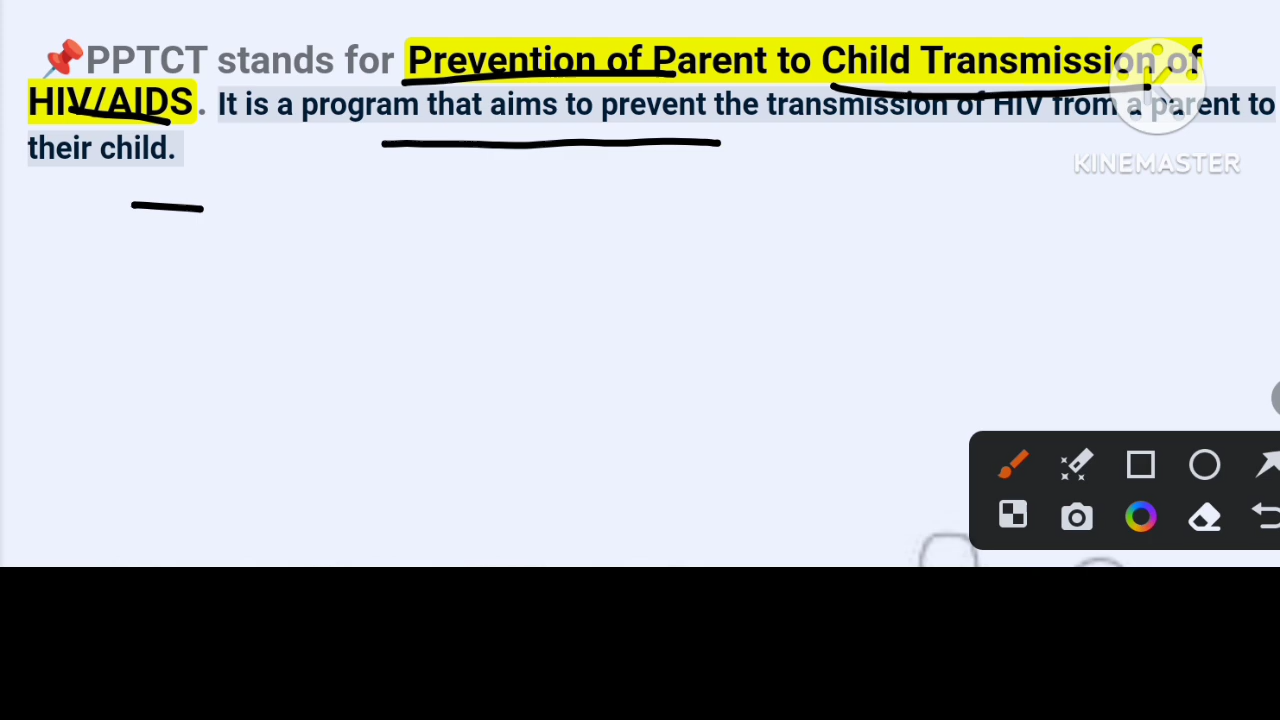 📌PPTCT stands for Prevention of Parent to Child Transmission of
HIV/AIDS. It is a program that aims to prevent the transmission of HIV from a parent to
their child.
K
KINEMASTER